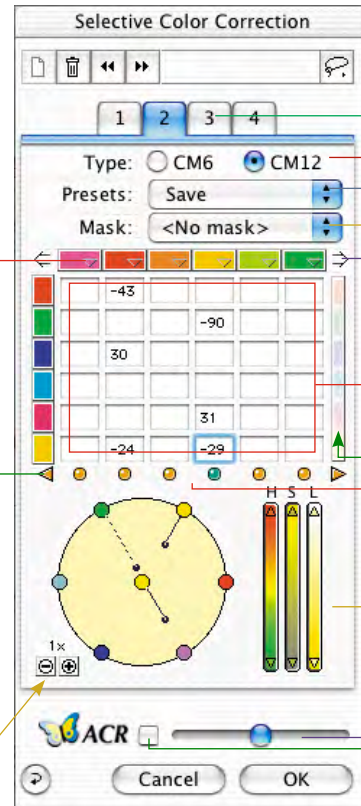 Selective Color Correction
1 2 3 4
Type: CM6 CM12
Presets: Save
Mask: <No mask>
-43
-90
30
31
-24 -29
H S L
1x
ACR
Cancel OK